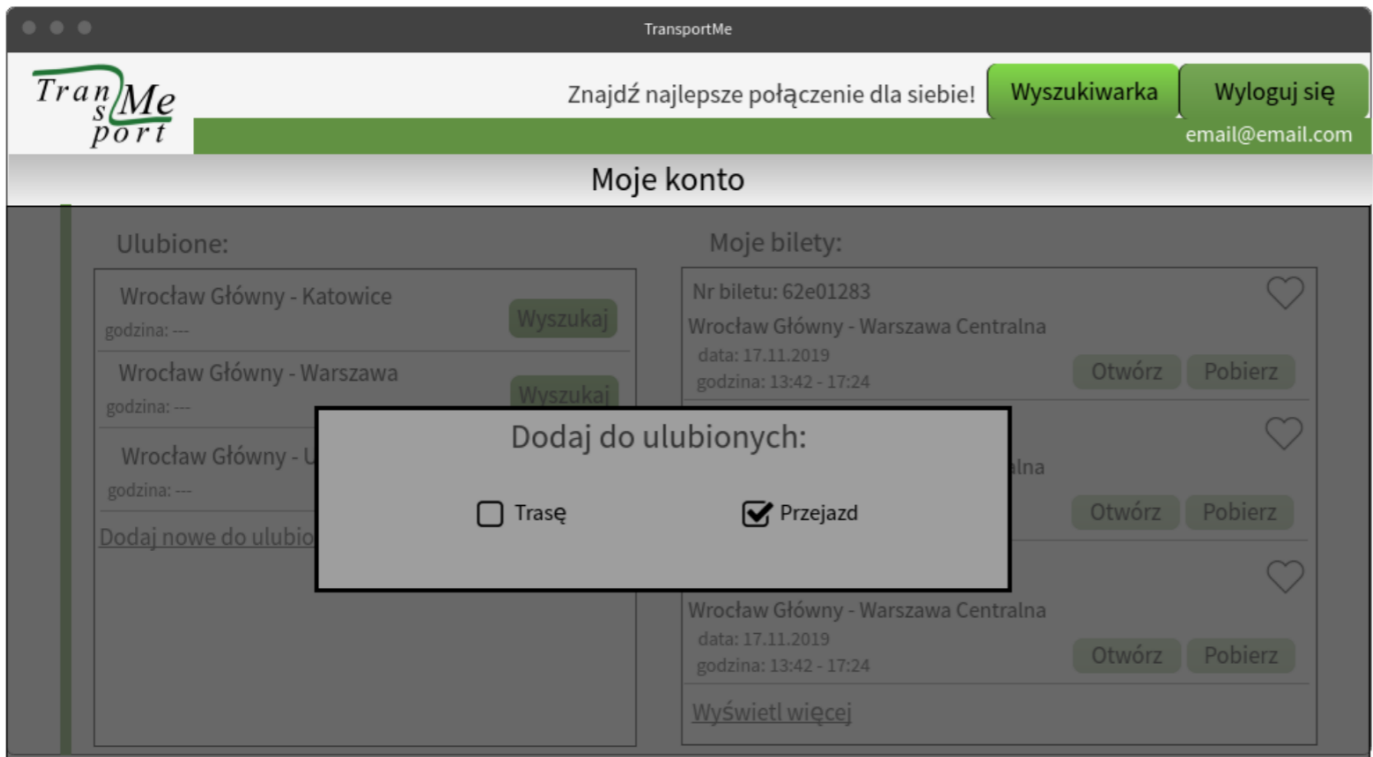 TransportMe
Tran
s Me
port
Znajdź najlepsze połączenie dla siebie!
Wyszukiwarka
Wyloguj się
email@email.com
Moje konto
Ulubione:
Wrocław Główny - Katowice
godzina: ---
Wyszukaj
Wrocław Główny - Warszawa
godzina: ---
Wyszukaj
Wrocław Główny - U
godzina: ---
Dodaj nowe do ulubio
Moje bilety:
Nr biletu: 62e01283
Wrocław Główny - Warszawa Centralna
data: 17.11.2019
godzina: 13:42 - 17:24
Otwórz
Pobierz
alna
Otwórz
Pobierz
Wrocław Główny - Warszawa Centralna
data: 17.11.2019
godzina: 13:42 - 17:24
Otwórz
Pobierz
Wyświetl więcej
Dodaj do ulubionych:
Trasę
Przejazd